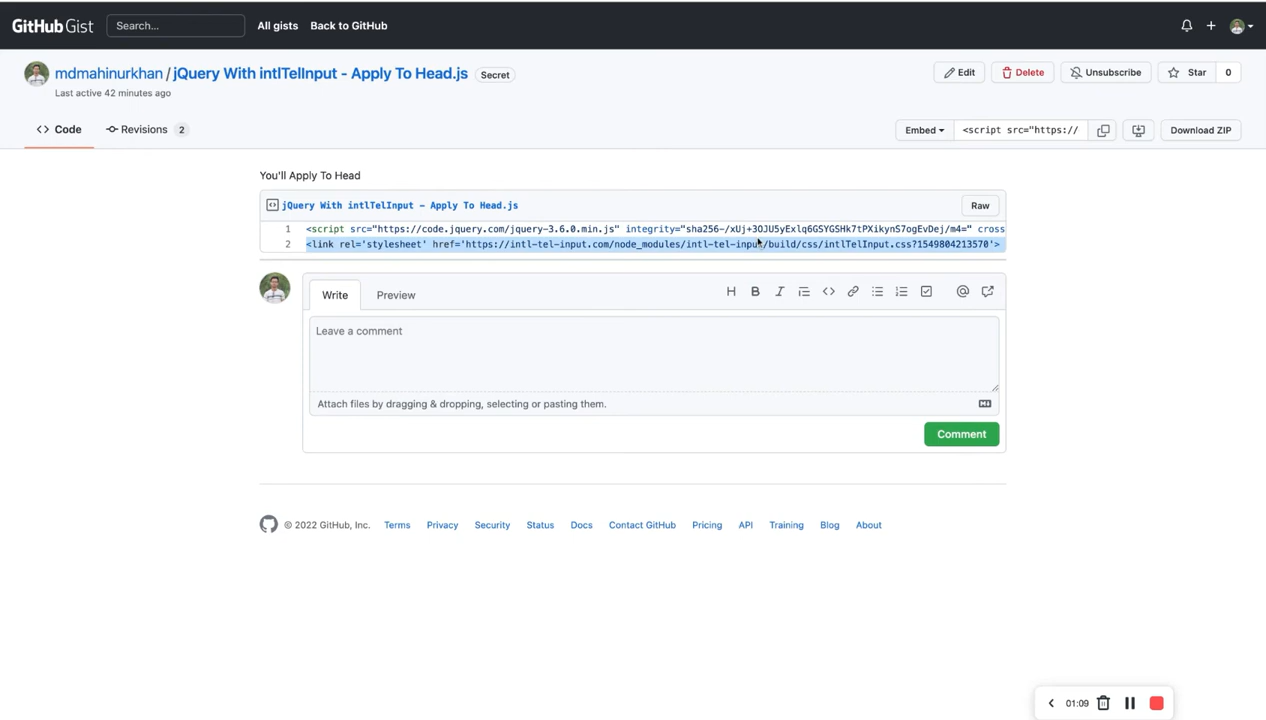 GitHub Gist Search... All gists Back to GitHub
mdmahinurkhan / jQuery With intlTelInput - Apply To Head.js Secret
Edit Delete Unsubscribe Star 0
Last active 42 minutes ago
Code Revisions 2
Embed <script src="https:// Download ZIP
You'll Apply To Head
jQuery With intlTelInput – Apply To Head.js Raw
1 <script src="https://code.jquery.com/jquery-3.6.0.min.js" integrity="sha256-/xUj+3OJU5yExlq6GSYGSHk7tPXikynS7ogEvDej/m4=" cross
2 <link rel='stylesheet' href='https://intl-tel-input.com/node_modules/intl-tel-input/build/css/intlTelInput.css?1549804213570'>
Write Preview
Leave a comment
Attach files by dragging & dropping, selecting or pasting them.
Comment
© 2022 GitHub, Inc. Terms Privacy Security Status Docs Contact GitHub Pricing API Training Blog About
01:09